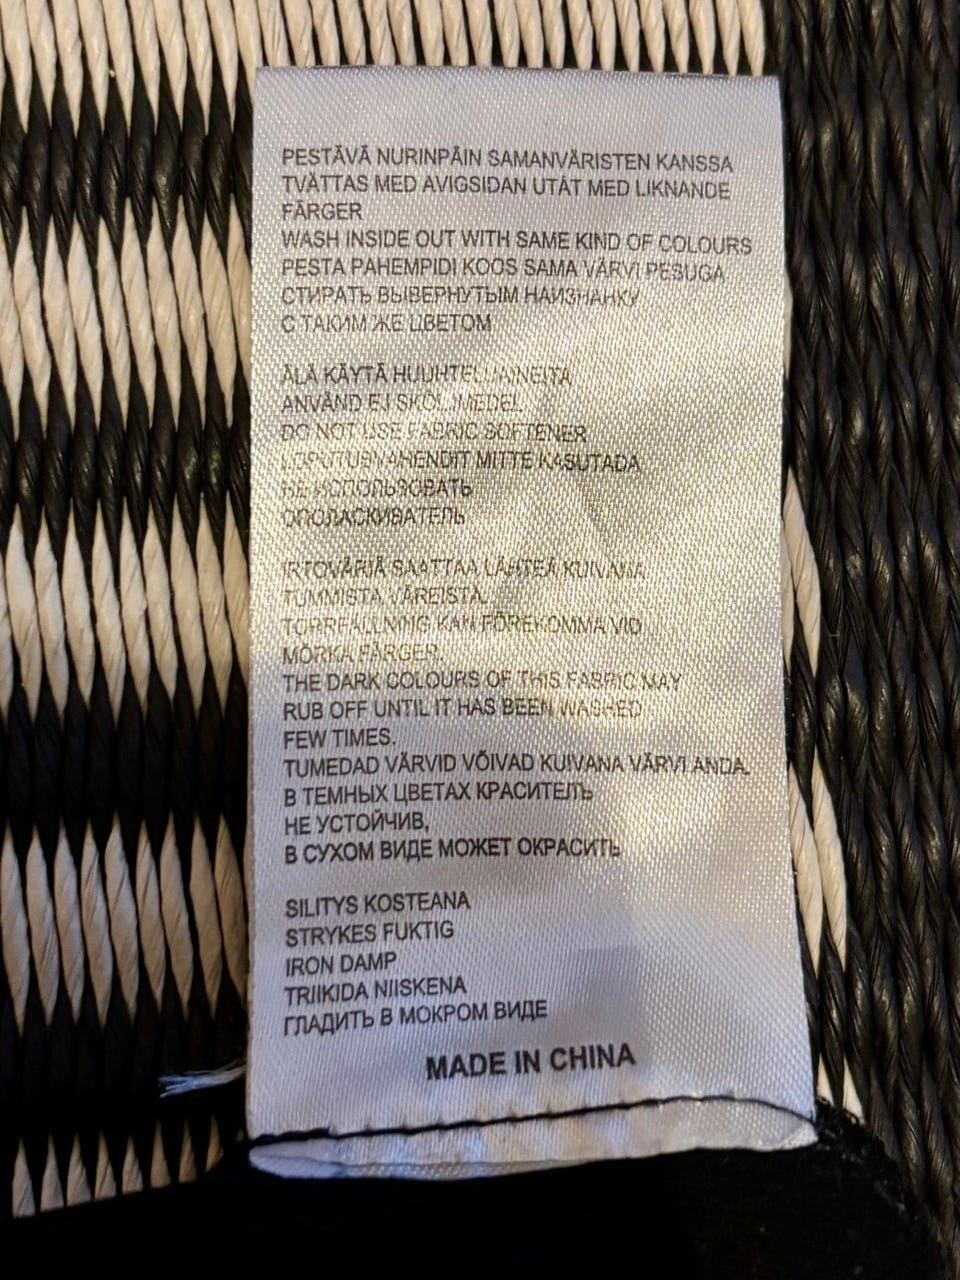 PESTÄVÄ NURINPÄIN SAMANVÄRISTEN KANSSA
TVÄTTAS MED AVIGSIDAN UTÅT MED LIKNANDE
FÄRGER
WASH INSIDE OUT WITH SAME KIND OF COLOURS
PESTA PAHEMPIDI KOOS SAMA VÄRVI PESUGA
СТИРАТЬ ВЫВЕРНУТЫМ НАИЗНАНКУ
С ТАКИМ ЖЕ ЦВЕТОМ
ÄLÄ KÄYTÄ HUUHTELUAINEITA
ANVÄND EJ SKÖLJMEDEL
DO NOT USE FABRIC SOFTENER
LOPUTUSVAHENDIT MITTE KASUTADA
НЕ ИСПОЛЬЗОВАТЬ
ОПОЛАСКИВАТЕЛЬ
IRTOVÄRIÄ SAATTAA LÄHTEÄ KUIVANA
TUMMISTA VÄREISTÄ.
TORRFÄLLNING KAN FÖREKOMMA VID
MÖRKA FÄRGER.
THE DARK COLOURS OF THIS FABRIC MAY
RUB OFF UNTIL IT HAS BEEN WASHED
FEW TIMES.
TUMEDAD VÄRVID VÕIVAD KUIVANA VÄRVI ANDA.
В ТЕМНЫХ ЦВЕТАХ КРАСИТЕЛЬ
НЕ УСТОЙЧИВ,
В СУХОМ ВИДЕ МОЖЕТ ОКРАСИТЬ
SILITYS KOSTEANA
STRYKES FUKTIG
IRON DAMP
TRIIKIDA NIISKENA
ГЛАДИТЬ В МОКРОМ ВИДЕ
MADE IN CHINA